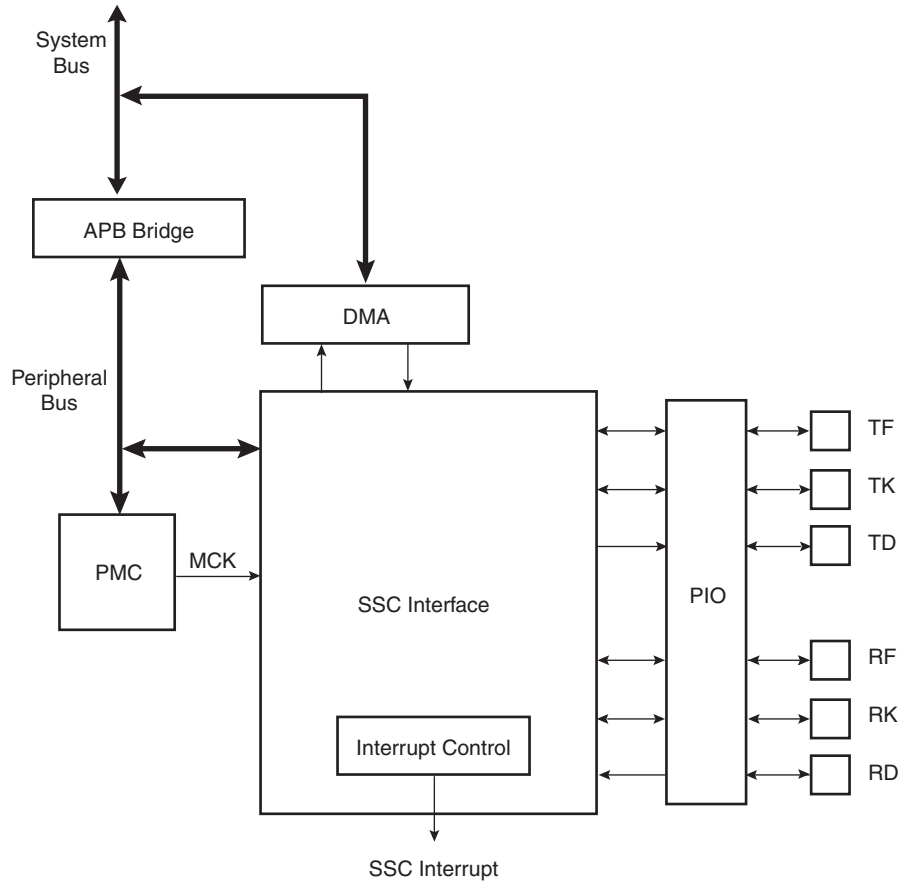 System
Bus
APB Bridge
DMA
Peripheral
Bus
PMC
MCK
SSC Interface
Interrupt Control
SSC Interrupt
PIO
TF
TK
TD
RF
RK
RD